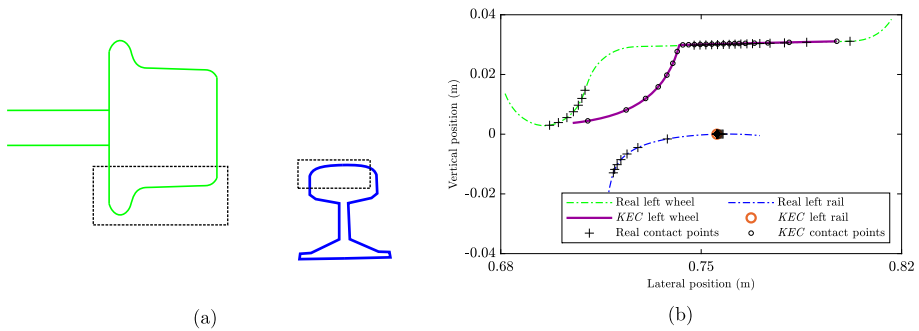 0.04
0.02
0
-0.02
-0.04
Vertical position (m)
Real left wheel
Real left rail
KEC left wheel
KEC left rail
Real contact points
KEC contact points
0.68
0.75
0.82
Lateral position (m)
(a)
(b)